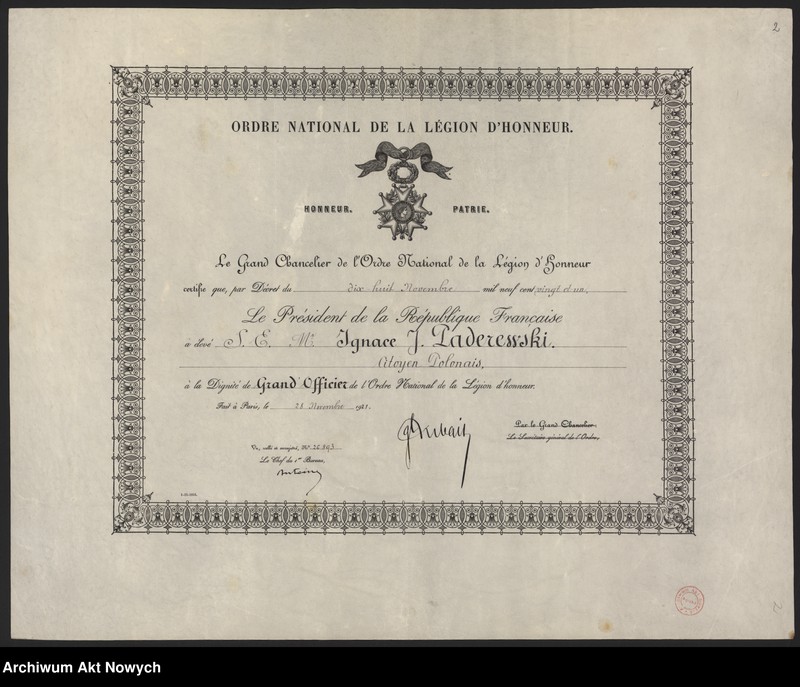 2
ORDRE NATIONAL DE LA LÉGION D'HONNEUR.
HONNEUR. PATRIE.
Le Grand Chancelier de l'Ordre National de la Légion d'Honneur
certifie que, par Décret du dix huit Novembre mil neuf cent vingt et un,
Le Président de la République Française
à élevé S. E. Mr Ignace J. Paderewski.
Citoyen Polonais,
à la Dignité de Grand Officier de l'Ordre National de la Légion d'honneur.
Fait à Paris, le 28 Novembre 1921.
Par le Grand Chancelier:
Le Secrétaire général de l'Ordre,
Vu, scellé et enregistré, No
Le Chef du 1er Bureau,
Archiwum Akt Nowych